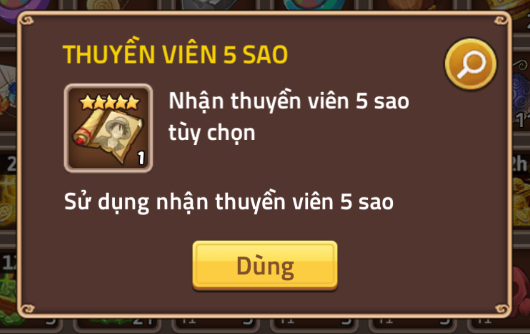 THUYỀN VIÊN 5 SAO
Nhận thuyền viên 5 sao
tùy chọn
1
Sử dụng nhận thuyền viên 5 sao
Dùng